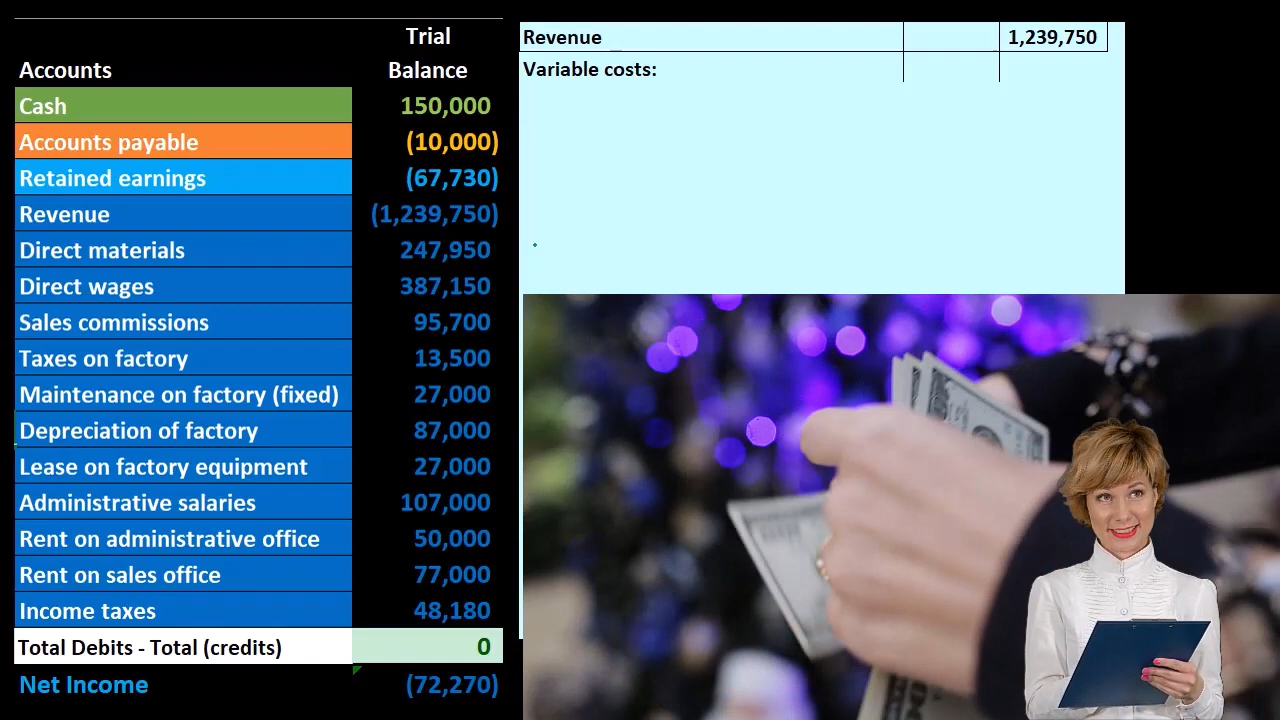 Trial
Accounts Balance
Cash 150,000
Accounts payable (10,000)
Retained earnings (67,730)
Revenue (1,239,750)
Direct materials 247,950
Direct wages 387,150
Sales commissions 95,700
Taxes on factory 13,500
Maintenance on factory (fixed) 27,000
Depreciation of factory 87,000
Lease on factory equipment 27,000
Administrative salaries 107,000
Rent on administrative office 50,000
Rent on sales office 77,000
Income taxes 48,180
Total Debits - Total (credits) 0
Net Income (72,270)
Revenue 1,239,750
Variable costs: